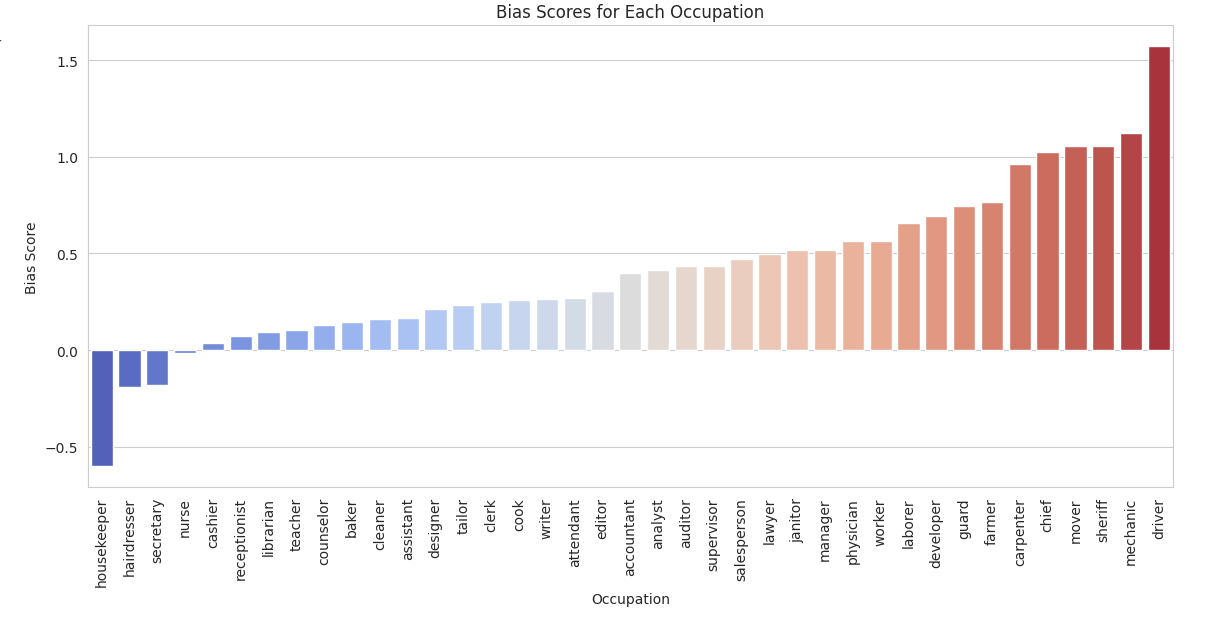 Bias Scores for Each Occupation
1.5
1.0
0.5
0.0
−0.5
Bias Score
housekeeper
hairdresser
secretary
nurse
cashier
receptionist
librarian
teacher
counselor
baker
cleaner
assistant
designer
tailor
clerk
cook
writer
attendant
editor
accountant
analyst
auditor
supervisor
salesperson
lawyer
janitor
manager
physician
worker
laborer
developer
guard
farmer
carpenter
chief
mover
sheriff
mechanic
driver
Occupation